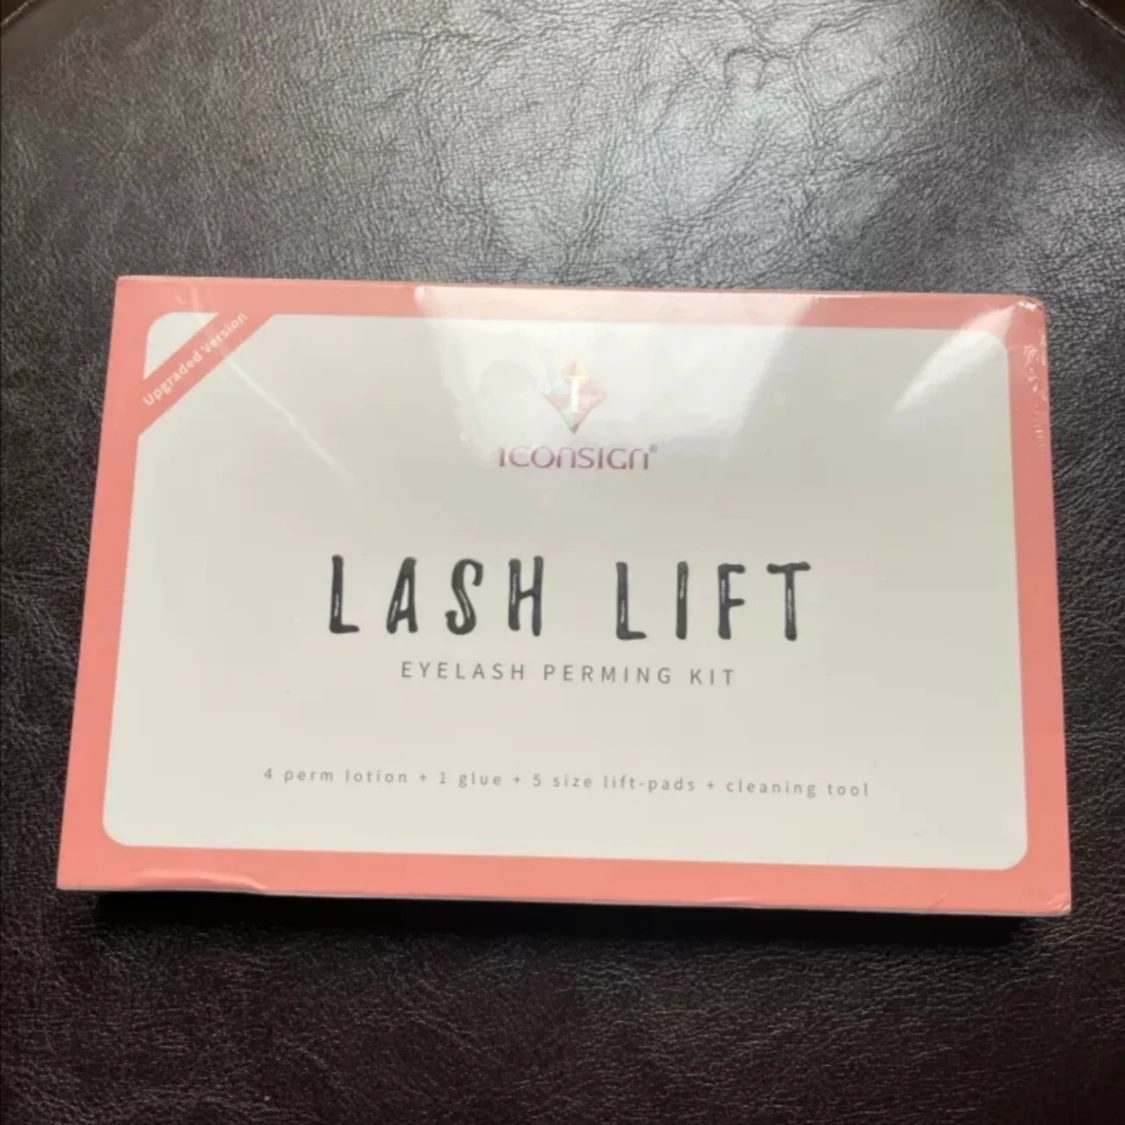 Upgraded Version
ICONSIGN®
LASH LIFT
EYELASH PERMING KIT
4 perm lotion + 1 glue + 5 size lift-pads + cleaning tool